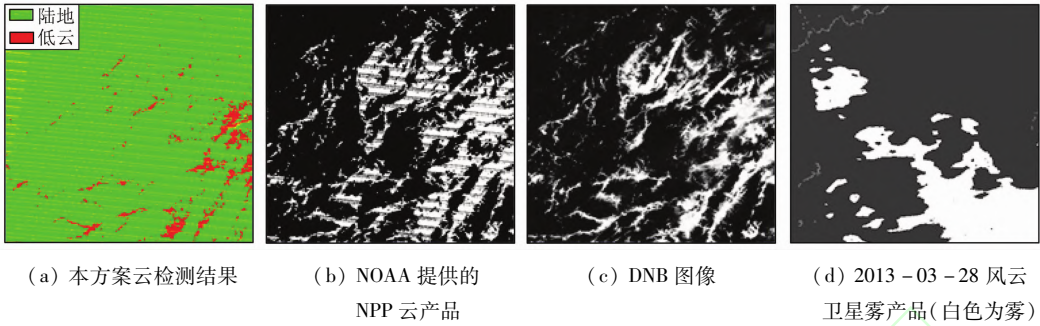 陆地
低云
(a) 本方案云检测结果
(b) NOAA 提供的
NPP 云产品
(c) DNB 图像
(d) 2013-03-28 风云
卫星雾产品(白色为雾)